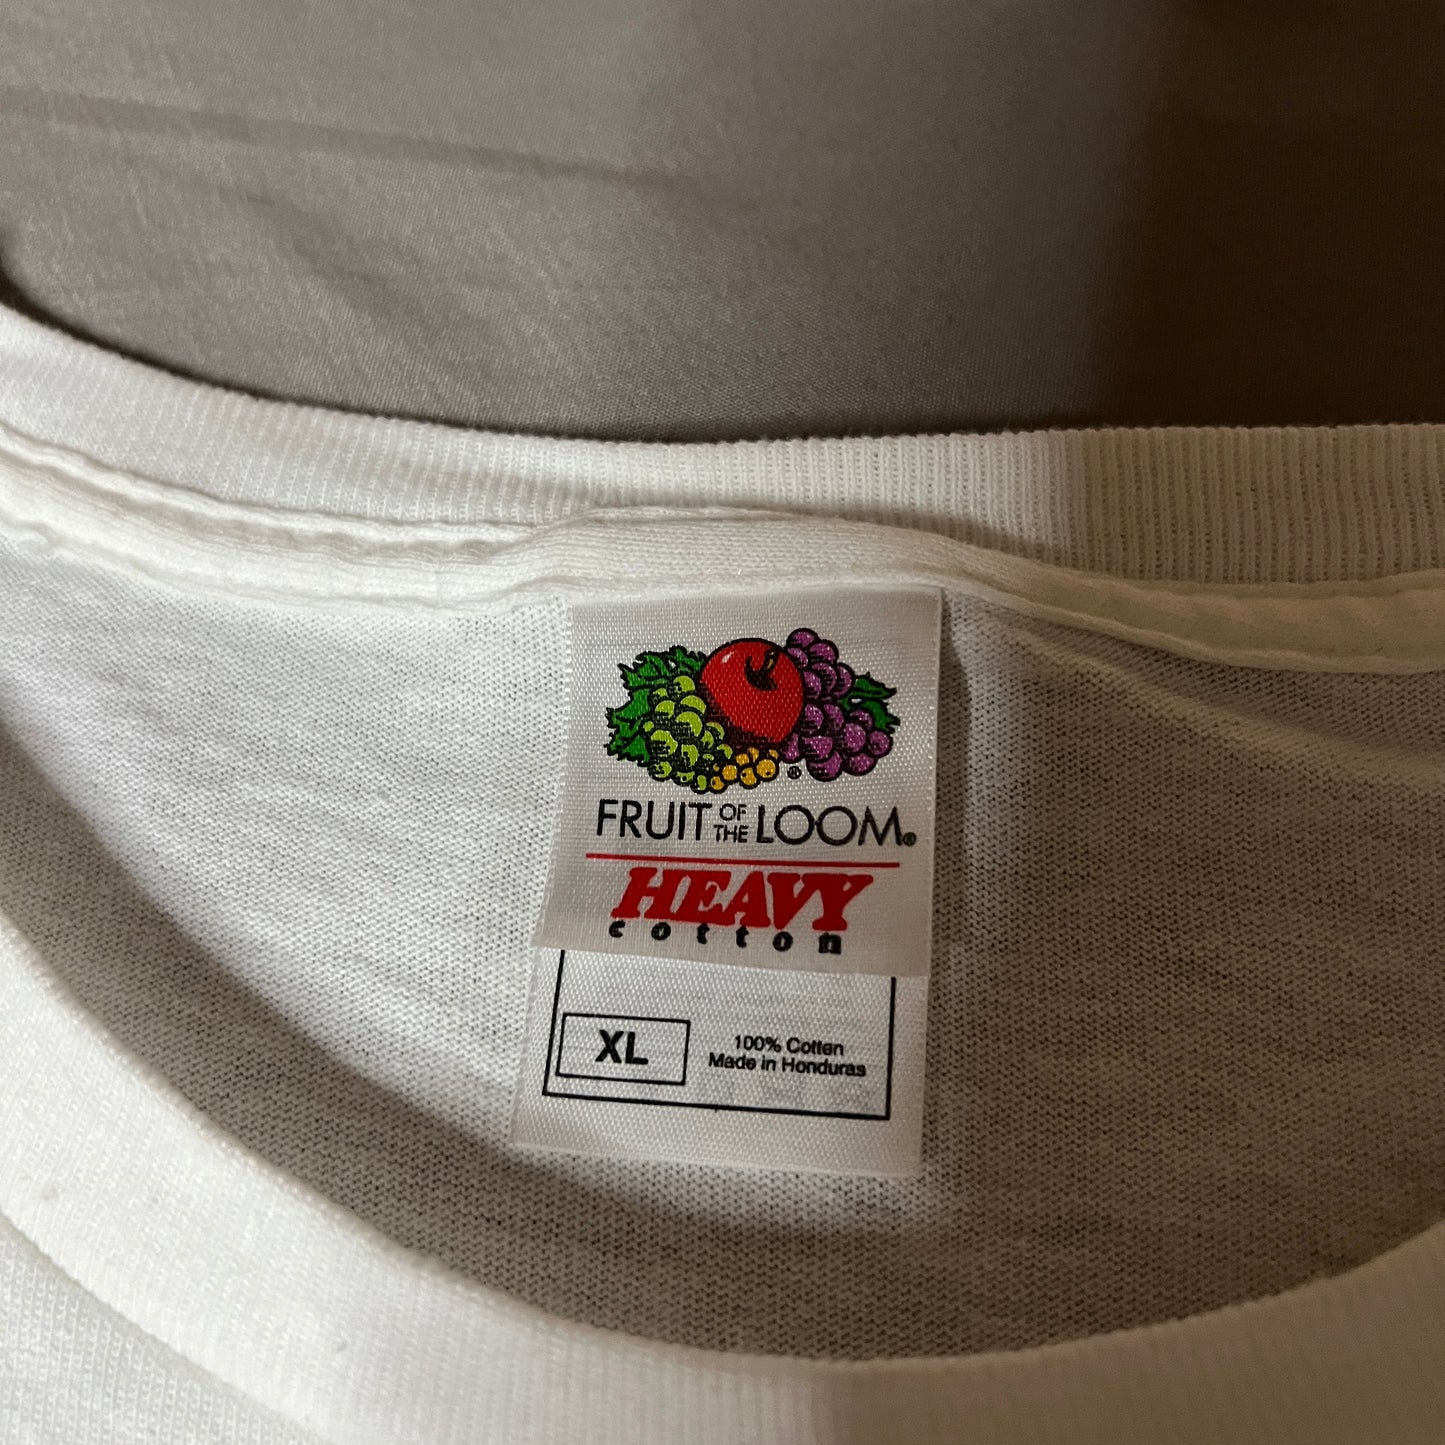 FRUIT OF THE LOOM®
HEAVY
cotton
XL
100% Cotton
Made in Honduras